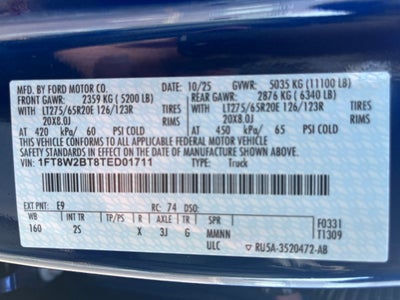 MFD. BY FORD MOTOR CO. 10/25 GVWR: 5035 KG (11100 LB)
FRONT GAWR: 2359 KG ( 5200 LB) REAR GAWR: 2876 KG ( 6340 LB)
WITH LT275/65R20E 126/123R WITH LT275/65R20E 126/123R
TIRES 20X8.0J TIRES 20X8.0J
RIMS RIMS
AT 420 kPa/ 60 PSI COLD AT 450 kPa/ 65 PSI COLD
THIS VEHICLE CONFORMS TO ALL APPLICABLE FEDERAL MOTOR VEHICLE
SAFETY STANDARDS IN EFFECT ON THE DATE OF MANUFACTURE SHOWN ABOVE.
VIN: 1FT8W2BT8TED01711 TYPE: Truck
EXT PNT: E9 RC: 74 DSO:
WB INT TR TP/PS R AXLE TR SPR F0331
160 2S X 3J G MMNN T1309
ULC RU5A-3520472-AB